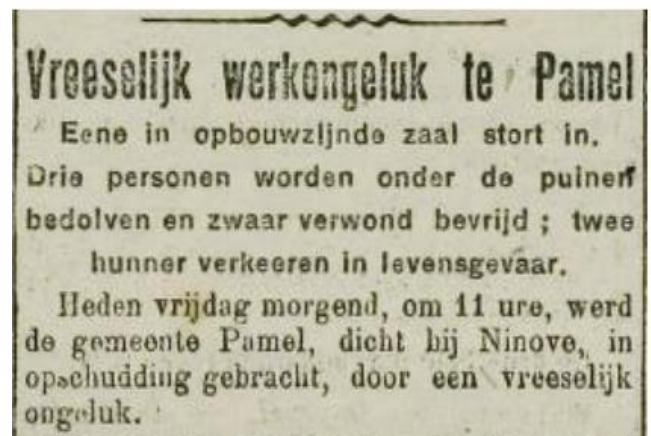 Vreeselijk werkongeluk te Pamel
Eene in opbouwzijnde zaal stort in.
Drie personen worden onder de puinen
bedolven en zwaar verwond bevrijd ; twee
hunner verkeeren in levensgevaar.
Heden vrijdag morgend, om 11 ure, werd
de gemeente Pamel, dicht bij Ninove, in
opschudding gebracht, door een vreeselijk
ongeluk.